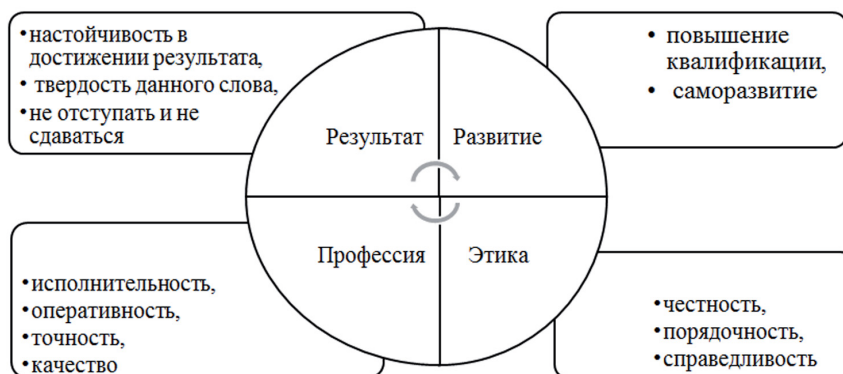 •настойчивость в
достижении результата,
• твердость данного слова,
•не отступать и не
сдаваться
• повышение
квалификации,
• саморазвитие
Результат
Развитие
Профессия
Этика
•исполнительность,
•оперативность,
•точность,
•качество
•честность,
•порядочность,
•справедливость